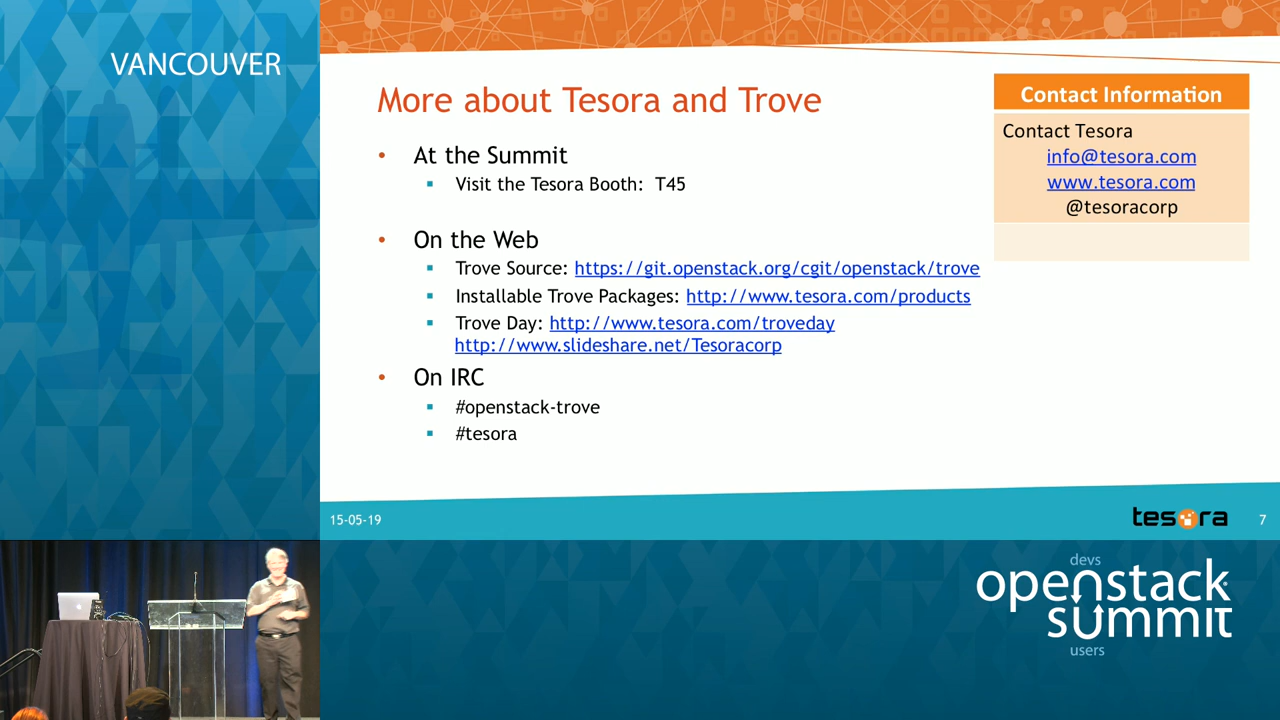 VANCOUVER
More about Tesora and Trove
• At the Summit
▪ Visit the Tesora Booth: T45
• On the Web
▪ Trove Source: https://git.openstack.org/cgit/openstack/trove
▪ Installable Trove Packages: http://www.tesora.com/products
▪ Trove Day: http://www.tesora.com/troveday
http://www.slideshare.net/Tesoracorp
• On IRC
▪ #openstack-trove
▪ #tesora
Contact Information
Contact Tesora
info@tesora.com
www.tesora.com
@tesoracorp
15-05-19
tesora
7
devs
openstack
summit
users